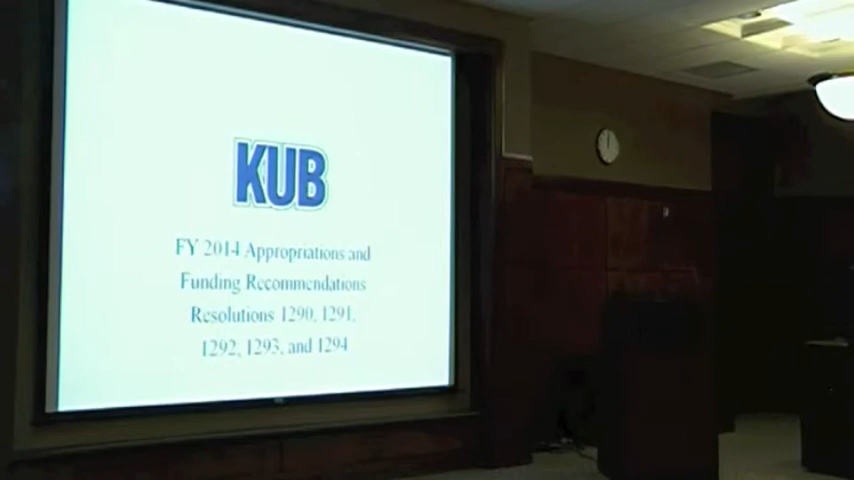 KUB
FY 2014 Appropriations and
Funding Recommendations
Resolutions 1290, 1291,
1292, 1293, and 1294